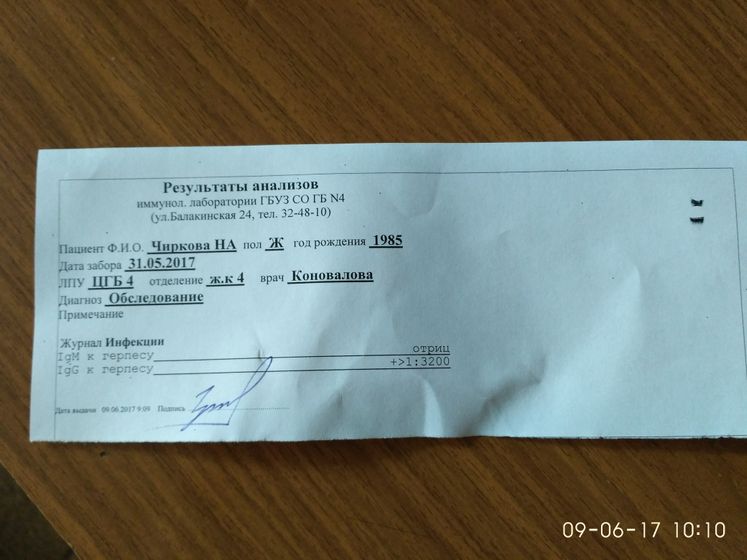 Результаты анализов
иммунол. лаборатории ГБУЗ СО ГБ N4
(ул.Балакинская 24, тел. 32-48-10)
Пациент Ф.И.О. Чиркова НА пол Ж год рождения 1985
Дата забора 31.05.2017
ЛПУ ЦГБ 4 отделение ж.к 4 врач Коновалова
Диагноз Обследование
Примечание
Журнал Инфекции
IgM к герпесу отриц
IgG к герпесу +>1:3200
Дата выдачи 09.06.2017 9:09 Подпись
09-06-17 10:10